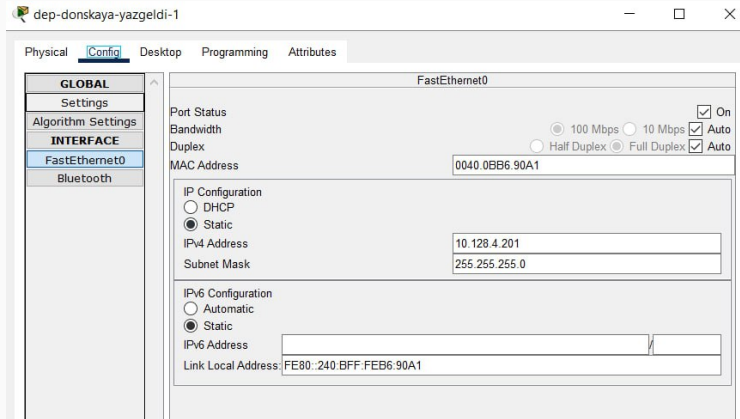 dep-donskaya-yazgeldi-1
Physical Config Desktop Programming Attributes
GLOBAL
Settings
Algorithm Settings
INTERFACE
FastEthernet0
Bluetooth
FastEthernet0
Port Status On
Bandwidth 100 Mbps 10 Mbps Auto
Duplex Half Duplex Full Duplex Auto
MAC Address 0040.0BB6.90A1
IP Configuration
DHCP
Static
IPv4 Address 10.128.4.201
Subnet Mask 255.255.255.0
IPv6 Configuration
Automatic
Static
IPv6 Address /
Link Local Address: FE80::240:BFF:FEB6:90A1